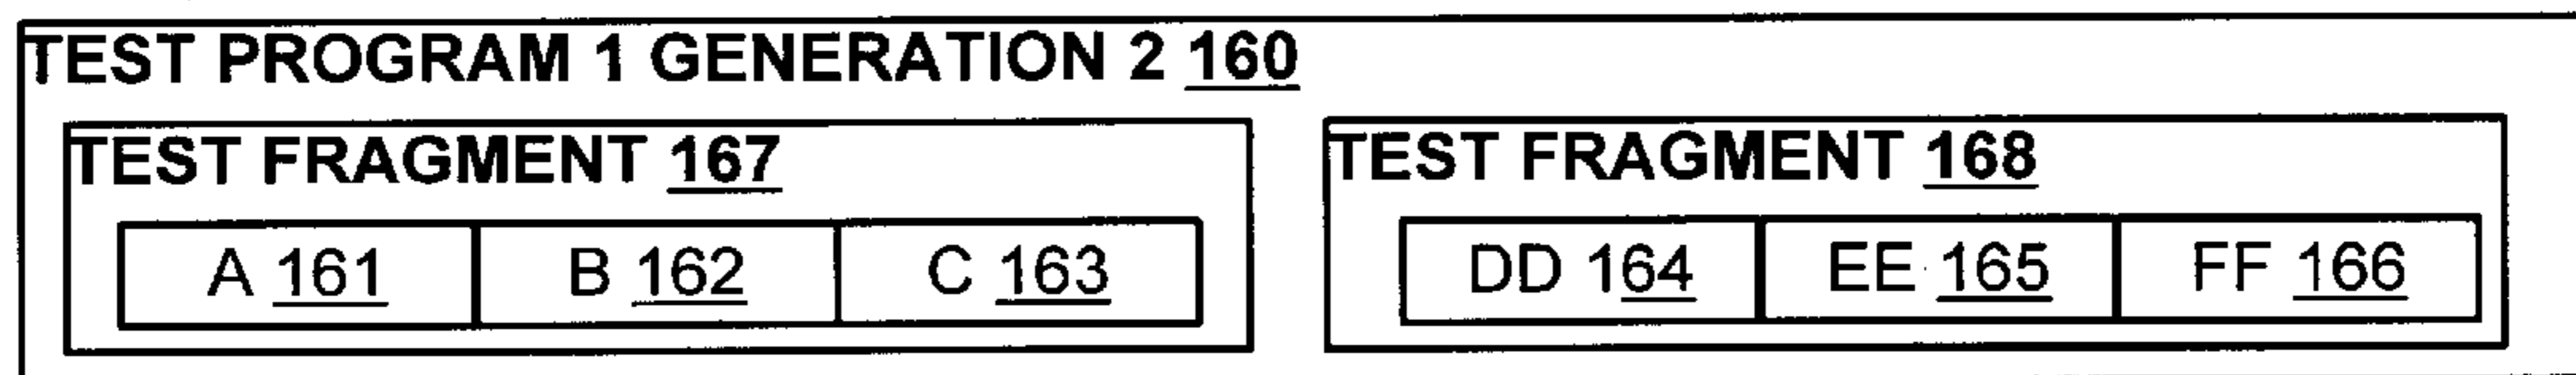 TEST PROGRAM 1 GENERATION 2 160
TEST FRAGMENT 167 TEST FRAGMENT 168
A 161 B 162 C 163 DD 164 EE 165 FF 166